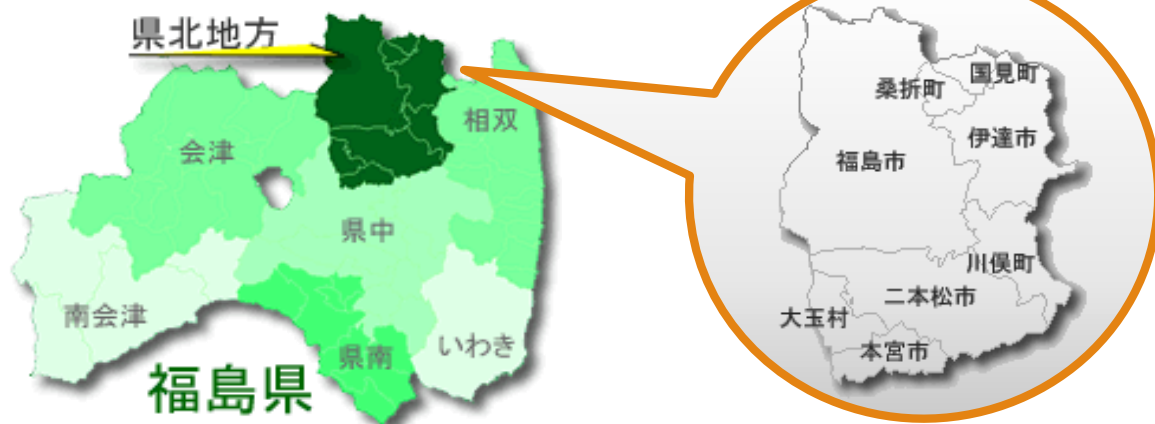 県北地方
相双
会津
県中
南会津
県南
いわき
福島県
国見町
桑折町
伊達市
福島市
川俣町
二本松市
大玉村
本宮市